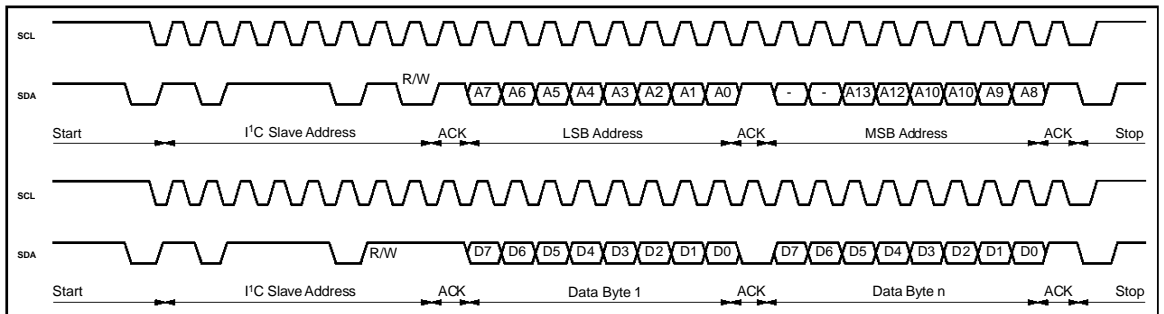 SCL
R/W
SDA A7 A6 A5 A4 A3 A2 A1 A0 - - A13 A12 A10 A10 A9 A8
Start I¹C Slave Address ACK LSB Address ACK MSB Address ACK Stop
SCL
SDA R/W D7 D6 D5 D4 D3 D2 D1 D0 D7 D6 D5 D4 D3 D2 D1 D0
Start I¹C Slave Address ACK Data Byte 1 ACK Data Byte n ACK Stop